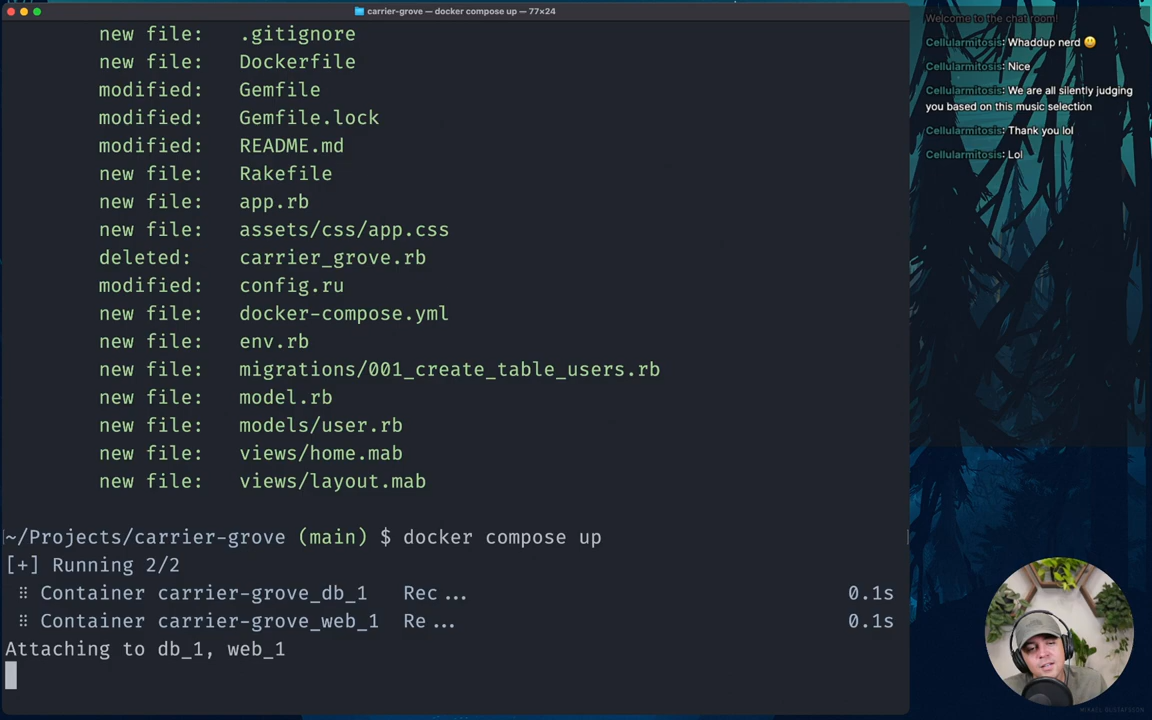 carrier-grove — docker compose up — 77×24
new file:   .gitignore
new file:   Dockerfile
modified:   Gemfile
modified:   Gemfile.lock
modified:   README.md
new file:   Rakefile
new file:   app.rb
new file:   assets/css/app.css
deleted:    carrier_grove.rb
modified:   config.ru
new file:   docker-compose.yml
new file:   env.rb
new file:   migrations/001_create_table_users.rb
new file:   model.rb
new file:   models/user.rb
new file:   views/home.mab
new file:   views/layout.mab
~/Projects/carrier-grove (main) $ docker compose up
[+] Running 2/2
⠿ Container carrier-grove_db_1   Rec...   0.1s
⠿ Container carrier-grove_web_1  Re...   0.1s
Attaching to db_1, web_1
Welcome to the chat room!
Cellularmitosis: Whaddup nerd 😃
Cellularmitosis: Nice
Cellularmitosis: We are all silently judging
you based on this music selection
Cellularmitosis: Thank you lol
Cellularmitosis: Lol
MIKAEL GUSTAFSSON